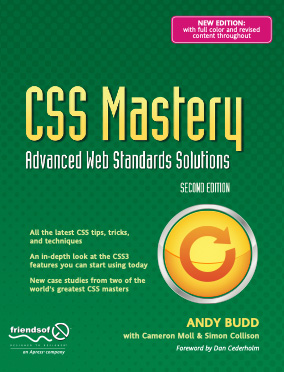 NEW EDITION:
with full color and revised
content throughout
CSS Mastery
Advanced Web Standards Solutions
SECOND EDITION
All the latest CSS tips, tricks,
and techniques
An in-depth look at the CSS3
features you can start using today
New case studies from two of the
world's greatest CSS masters
ANDY BUDD
with Cameron Moll & Simon Collison
Foreword by Dan Cederholm
friendsof
DESIGNER TO DESIGNER
an Apress company